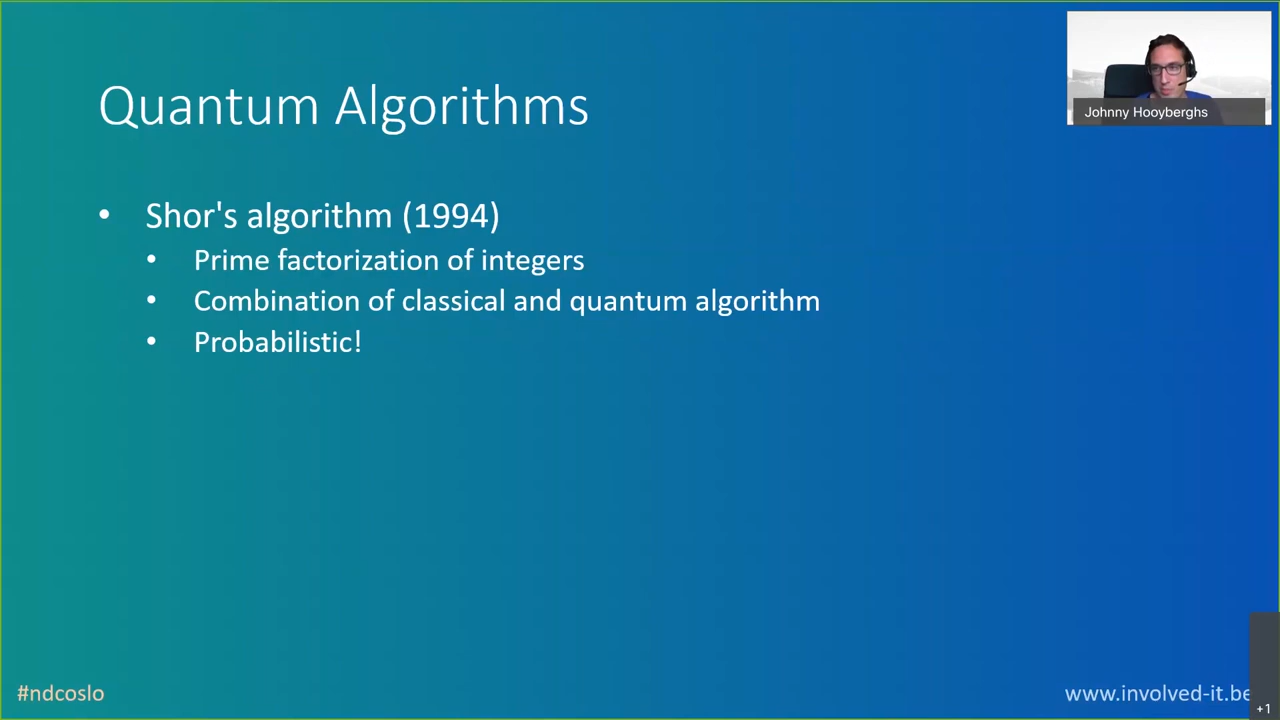 Quantum Algorithms
Johnny Hooyberghs
• Shor's algorithm (1994)
• Prime factorization of integers
• Combination of classical and quantum algorithm
• Probabilistic!
#ndcoslo
www.involved-it.be
+1